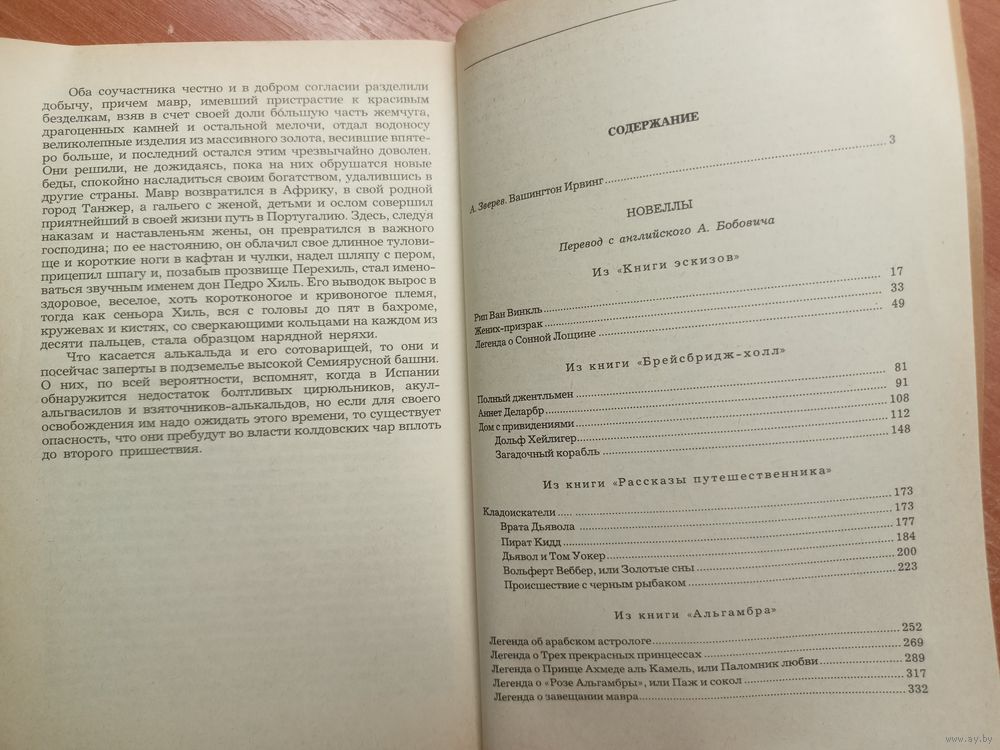 Оба соучастника честно и в добром согласии разделили
добычу, причем мавр, имевший пристрастие к красивым
безделкам, взяв в счет своей доли бо́льшую часть жемчуга,
драгоценных камней и остальной мелочи, отдал водоносу
великолепные изделия из массивного золота, весившие впяте-
ро больше, и последний остался этим чрезвычайно доволен.
Они решили, не дожидаясь, пока на них обрушатся новые
беды, спокойно насладиться своим богатством, удалившись в
другие страны. Мавр возвратился в Африку, в свой родной
город Танжер, а гальего с женой, детьми и ослом совершил
приятнейший в своей жизни путь в Португалию. Здесь, следуя
наказам и наставленьям жены, он превратился в важного
господина; по ее настоянию, он облачил свое длинное тулови-
ще и короткие ноги в кафтан и чулки, надел шляпу с пером,
прицепил шпагу и, позабыв прозвище Перехиль, стал имено-
ваться звучным именем дон Педро Хиль. Его выводок вырос в
здоровое, веселое, хоть коротконогое и кривоногое племя,
тогда как сеньора Хиль, вся с головы до пят в бахроме,
кружевах и кистях, со сверкающими кольцами на каждом из
десяти пальцев, стала образцом нарядной неряхи.
Что касается алькальда и его сотоварищей, то они и
посейчас заперты в подземелье высокой Семиярусной башни.
О них, по всей вероятности, вспомнят, когда в Испании
обнаружится недостаток болтливых цирюльников, акул-
альгвасилов и взяточников-алькальдов, но если для своего
освобождения им надо ожидать этого времени, то существует
опасность, что они пребудут во власти колдовских чар вплоть
до второго пришествия.
СОДЕРЖАНИЕ
А. Зверев. Вашингтон Ирвинг 3
НОВЕЛЛЫ
Перевод с английского А. Бобовича
Из «Книги эскизов»
Рип Ван Винкль 17
Жених-призрак 33
Легенда о Сонной Лощине 49
Из книги «Брейсбридж-холл»
Полный джентльмен 81
Аннет Деларбр 91
Дом с привидениями 108
Дольф Хейлигер 112
Загадочный корабль 148
Из книги «Рассказы путешественника»
Кладоискатели 173
Врата Дьявола 173
Пират Кидд 177
Дьявол и Том Уокер 184
Вольферт Веббер, или Золотые сны 200
Происшествие с черным рыбаком 223
Из книги «Альгамбра»
Легенда об арабском астрологе 252
Легенда о Трех прекрасных принцессах 269
Легенда о Принце Ахмеде аль Камель, или Паломник любви 289
Легенда о «Розе Альгамбры», или Паж и сокол 317
Легенда о завещании мавра 332
www.ay.by